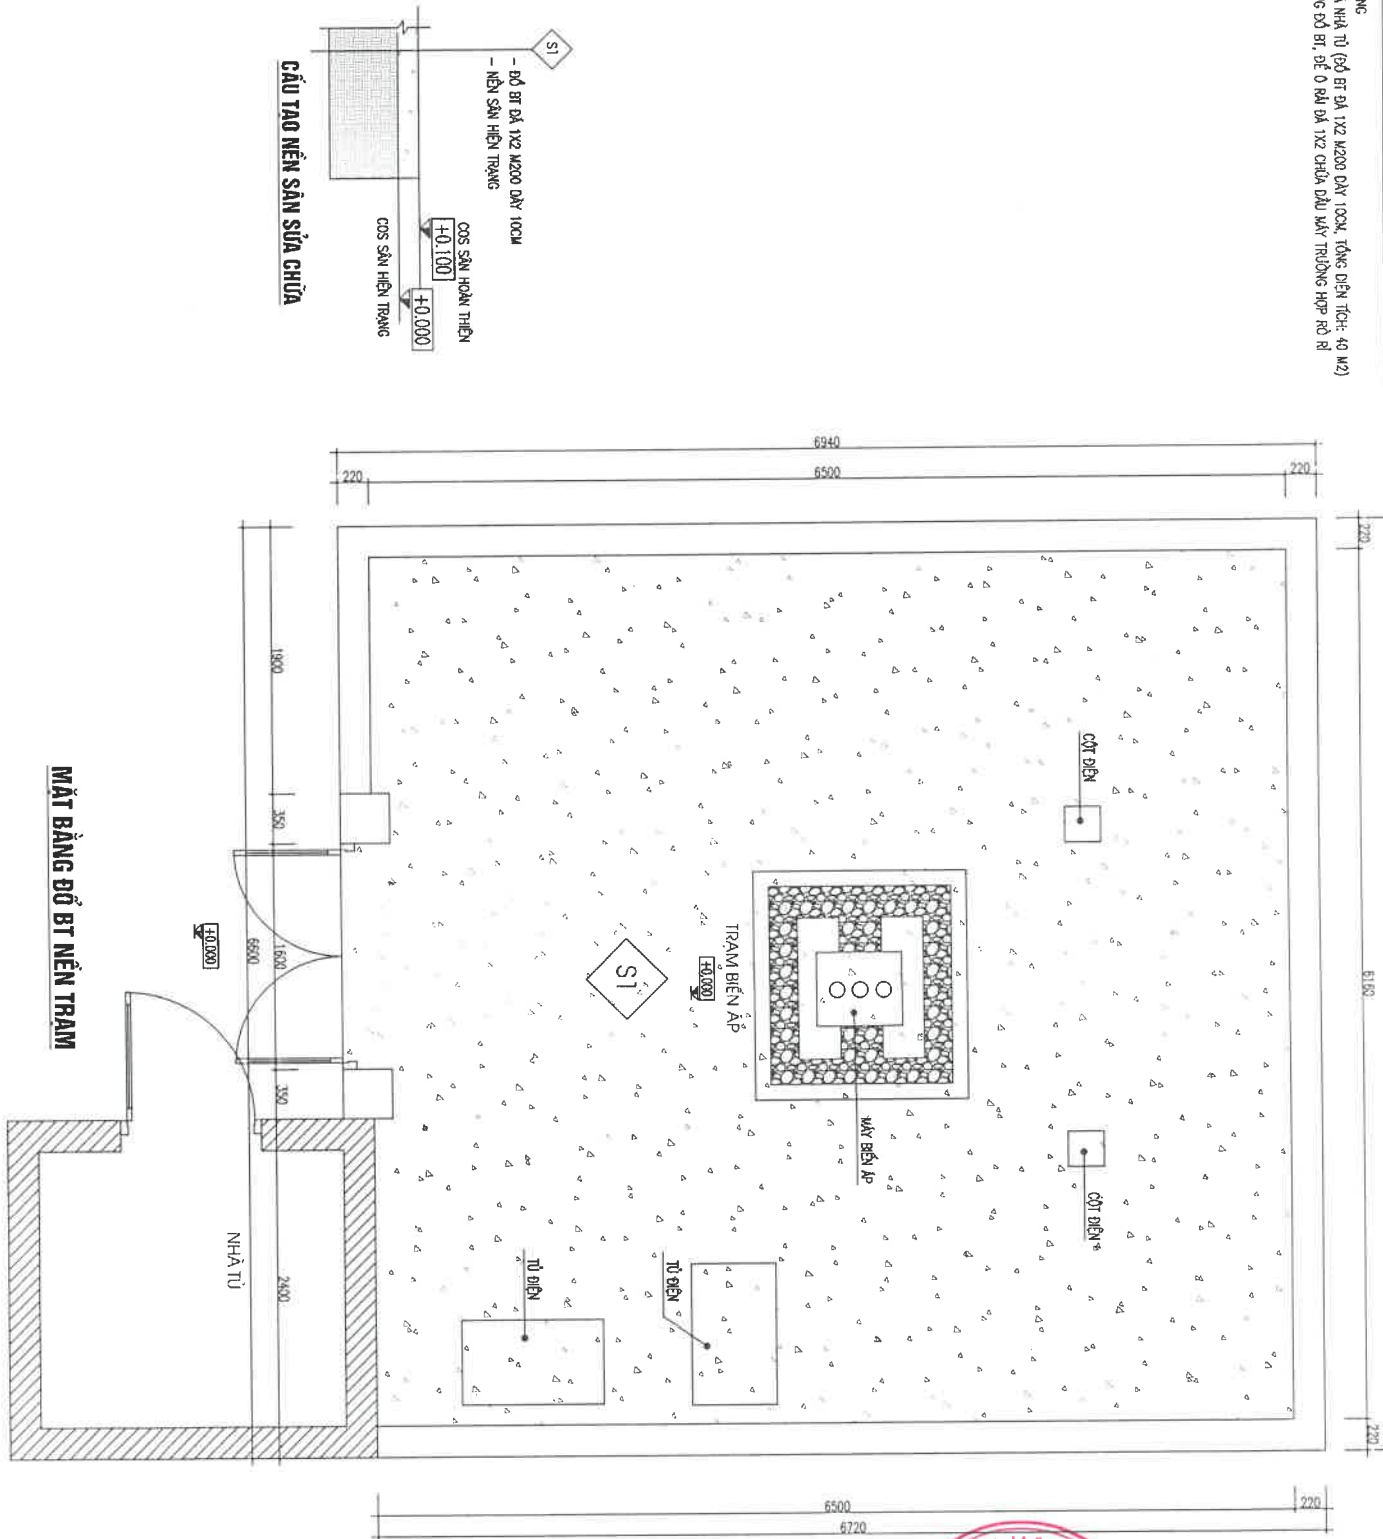 NG
NHÀ TỦ (ĐỔ BT ĐÁ 1X2 M200 DÀY 10CM, TỔNG DIỆN TÍCH: 40 M2)
ĐỔ BT, ĐỂ Ô RẢI ĐÁ 1X2 CHỨA DẦU MÁY TRƯỜNG HỢP RÒ RỈ
S1
- ĐỔ BT ĐÁ 1X2 M200 DÀY 10CM
- NỀN SÂN HIỆN TRẠNG
COS SÂN HOÀN THIỆN
+0.100
+0.000
COS SÂN HIỆN TRẠNG
CẤU TẠO NỀN SÂN SỬA CHỮA
220
6160
220
6940
220
6500
220
CỘT ĐIỆN
CỘT ĐIỆN
MÁY BIẾN ÁP
TRẠM BIẾN ÁP
+0.000
S1
TỦ ĐIỆN
TỦ ĐIỆN
220
6500
6720
1900
350
1600
350
2400
6600
+0.000
NHÀ TỦ
MẶT BẰNG ĐỔ BT NỀN TRẠM